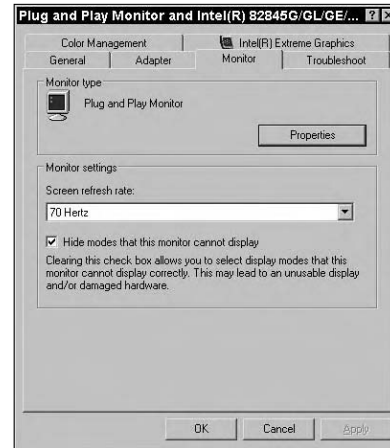 Plug and Play Monitor and Intel(R) 82845G/GL/GE/...
Color Management
Intel(R) Extreme Graphics
General
Adapter
Monitor
Troubleshoot
Monitor type
Plug and Play Monitor
Properties
Monitor settings
Screen refresh rate:
70 Hertz
Hide modes that this monitor cannot display
Clearing this check box allows you to select display modes that this
monitor cannot display correctly. This may lead to an unusable display
and/or damaged hardware.
OK
Cancel
Apply